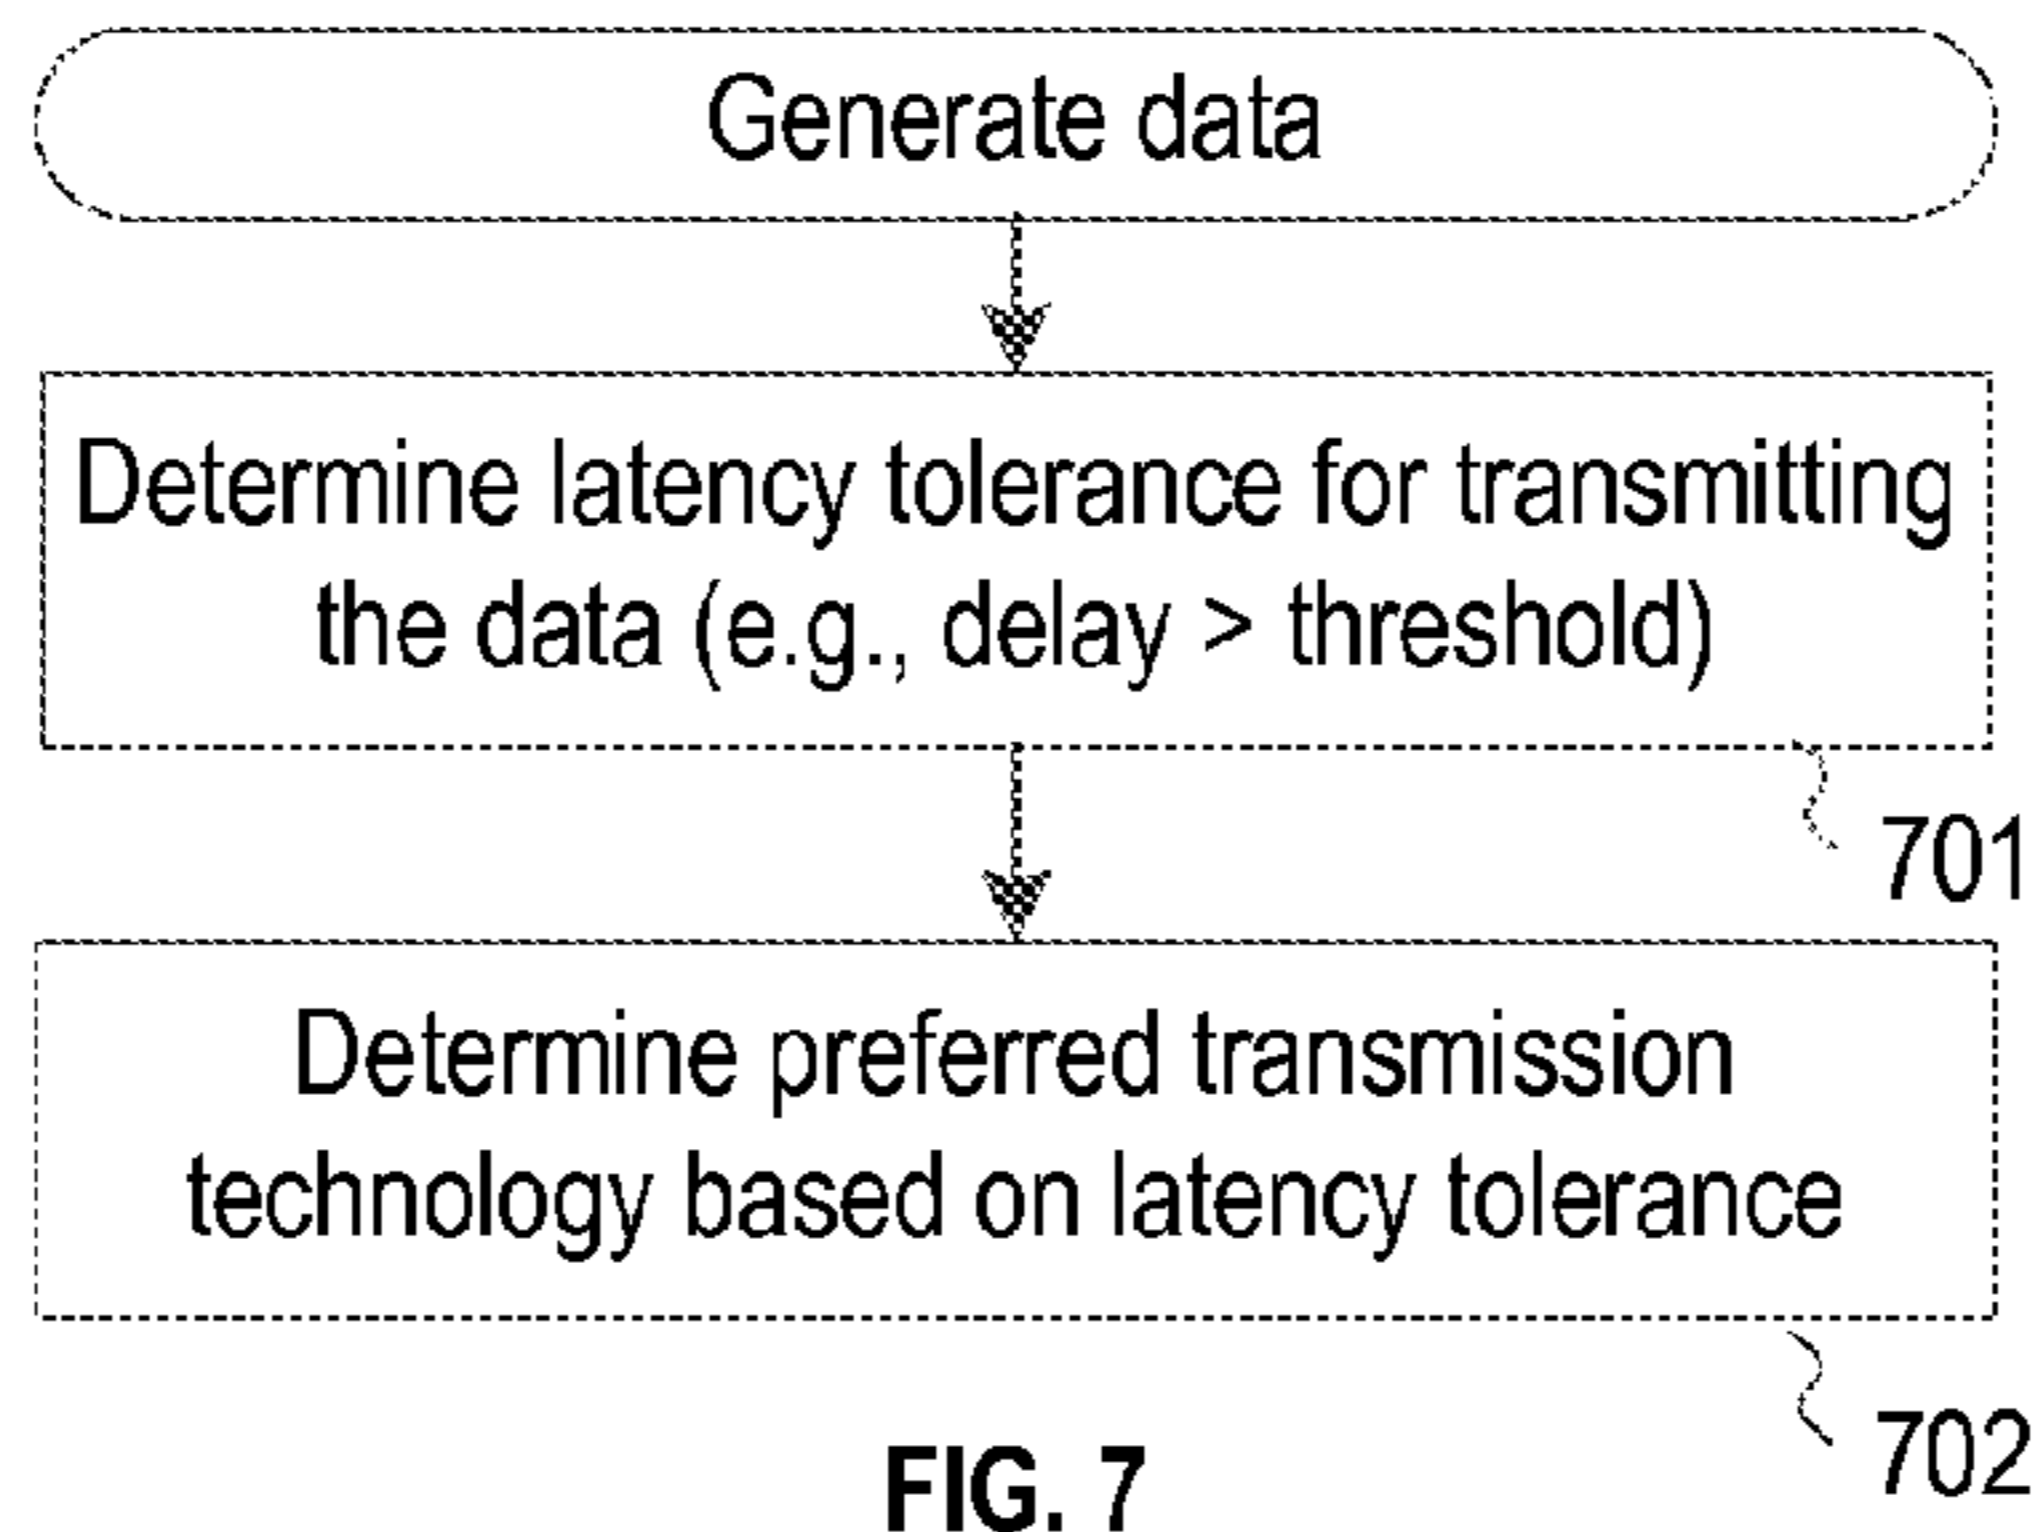 Generate data
Determine latency tolerance for transmitting
the data (e.g., delay > threshold)
701
Determine preferred transmission
technology based on latency tolerance
702
FIG. 7